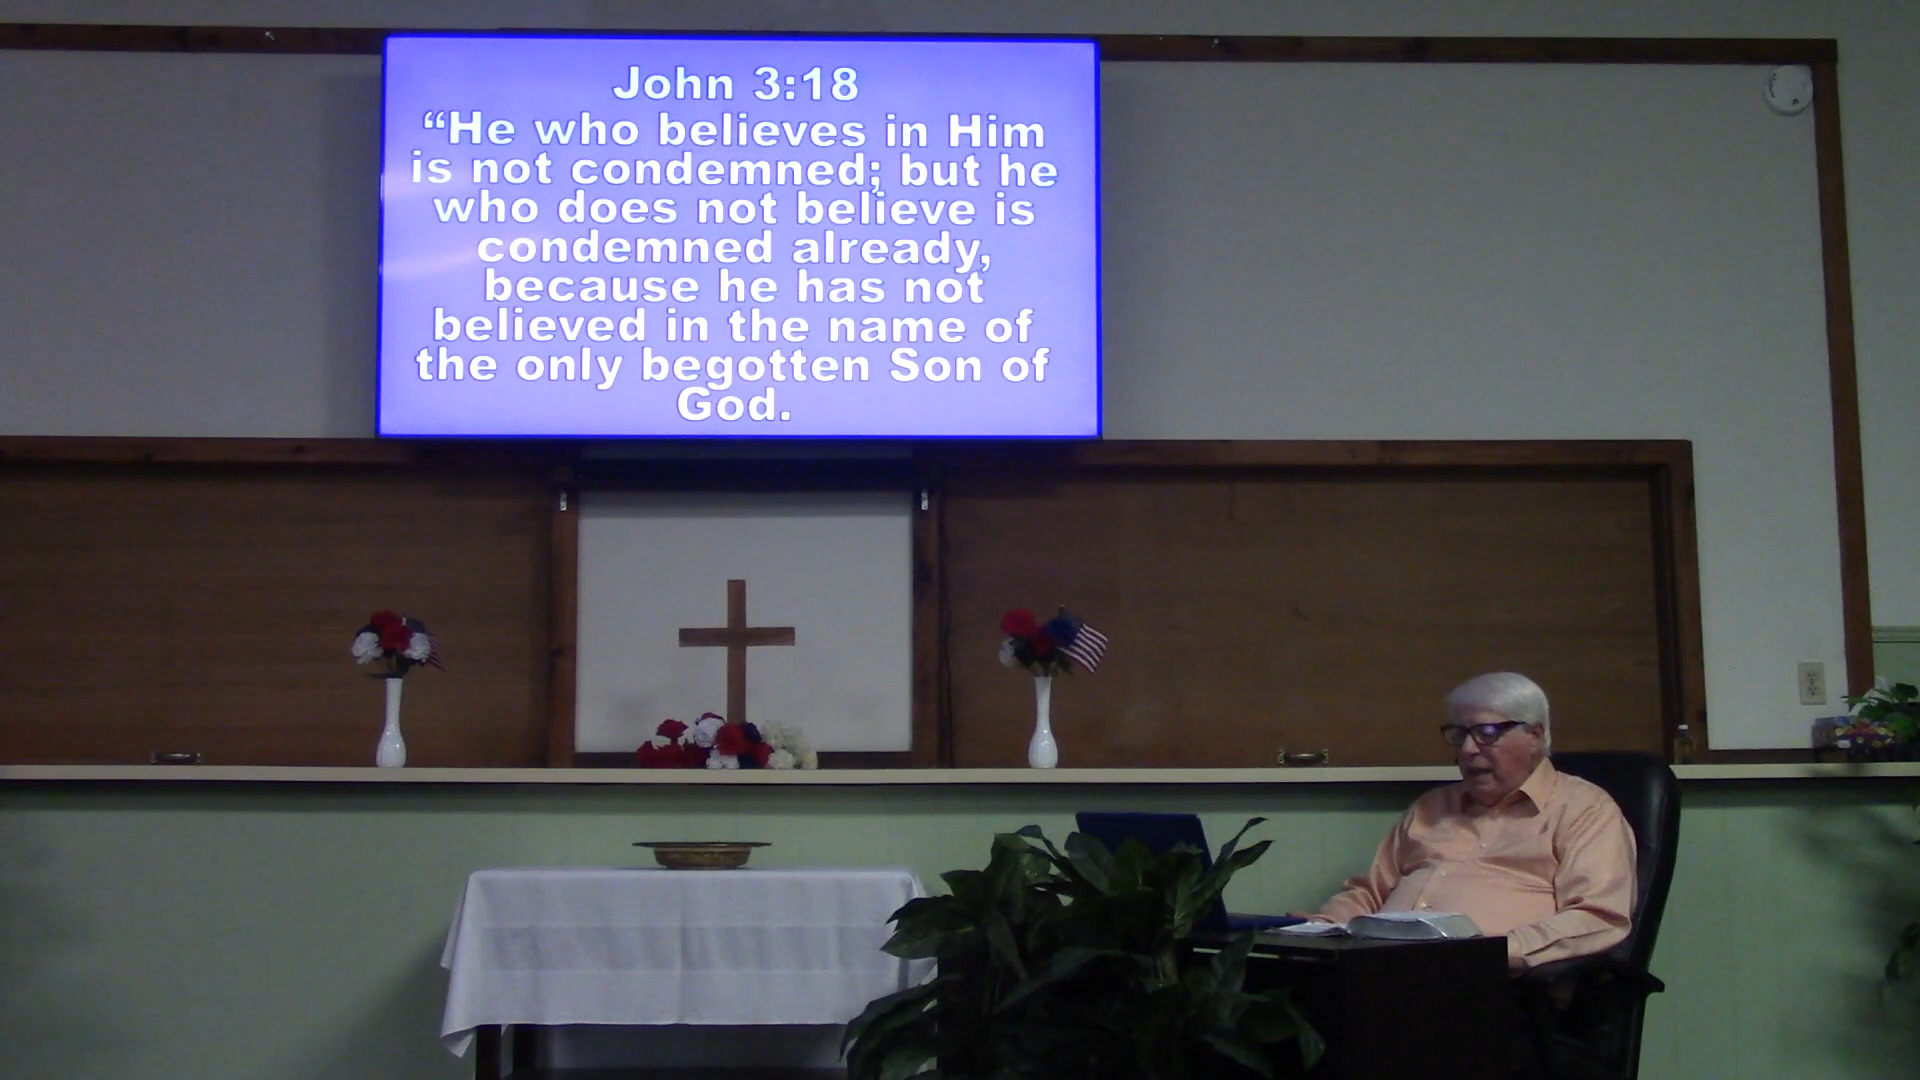 John 3:18
“He who believes in Him
is not condemned; but he
who does not believe is
condemned already,
because he has not
believed in the name of
the only begotten Son of
God.